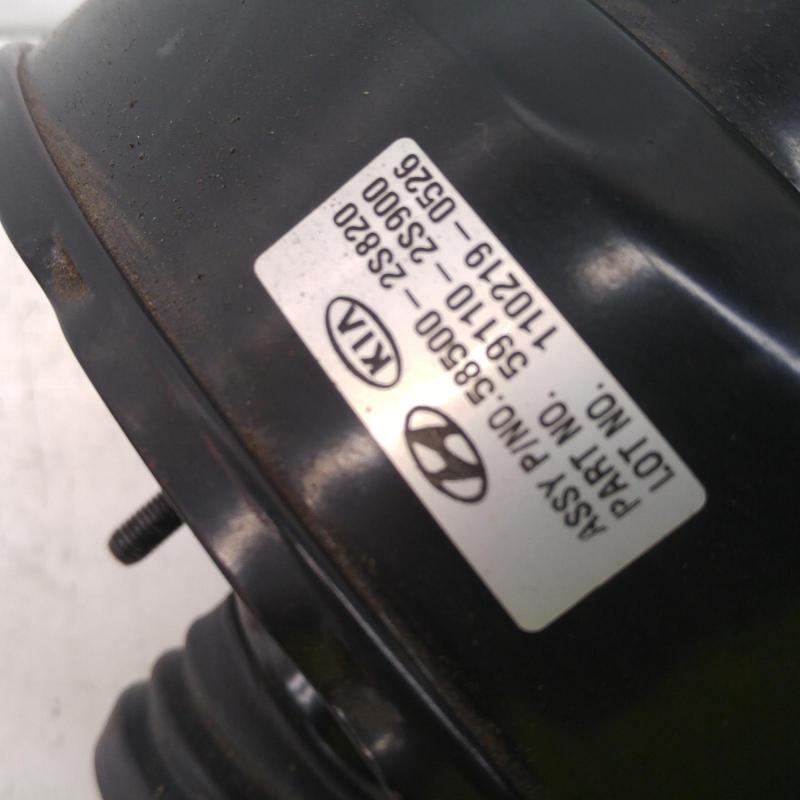 KIA
ASSY P/NO.58500-2S820
PART NO. 59110-2S900
LOT NO. 110219-0526